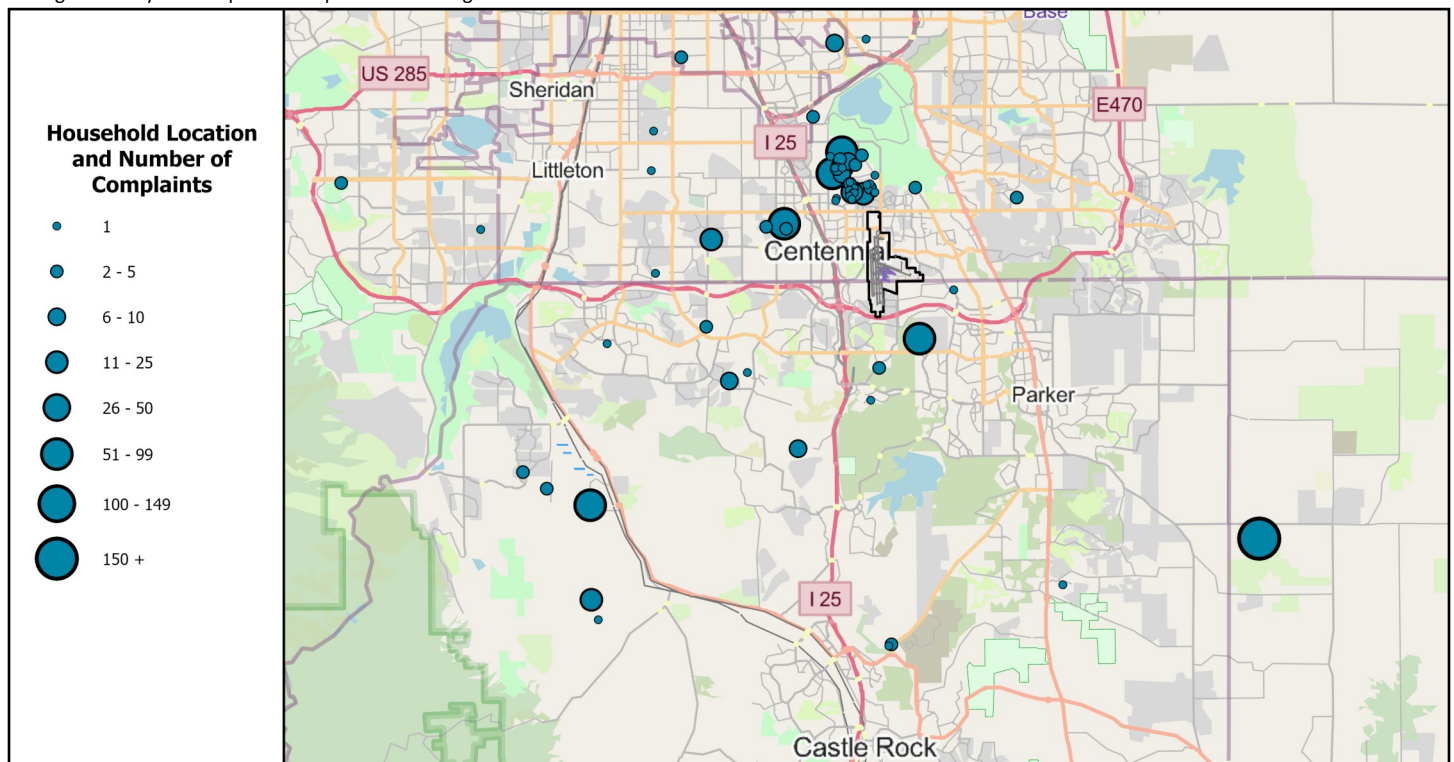 Base
US 285
Sheridan
E470
Household Location
and Number of
Complaints
I 25
Littleton
1
Centennial
2 - 5
6 - 10
11 - 25
Parker
26 - 50
51 - 99
100 - 149
150 +
I 25
Castle Rock